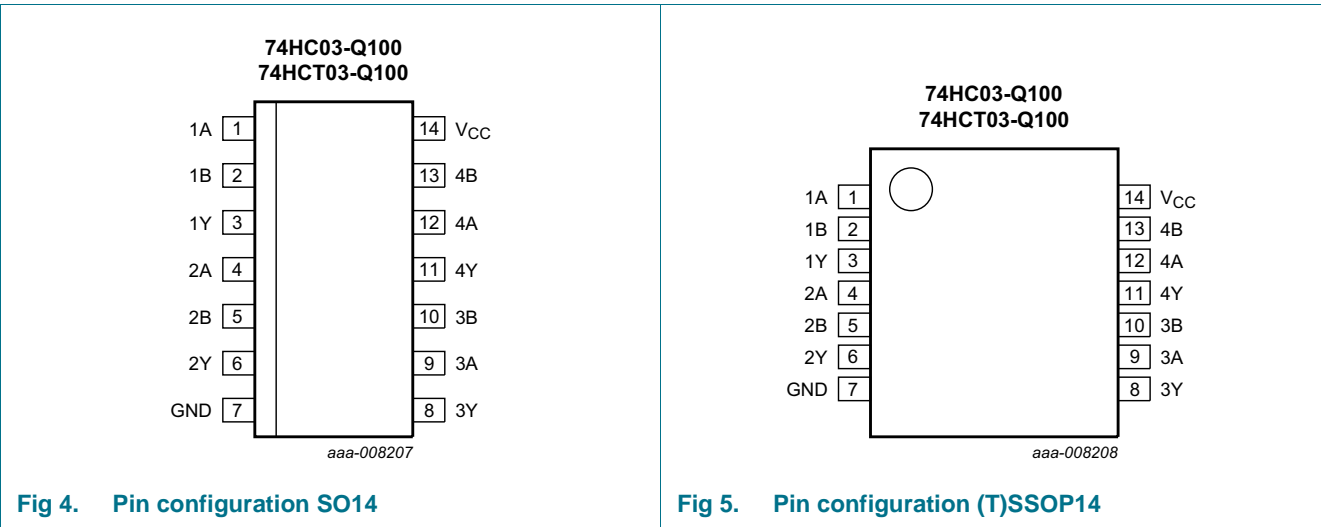 74HC03-Q100
74HCT03-Q100
1A 1 14 VCC
1B 2 13 4B
1Y 3 12 4A
2A 4 11 4Y
2B 5 10 3B
2Y 6 9 3A
GND 7 8 3Y
aaa-008207
Fig 4. Pin configuration SO14
74HC03-Q100
74HCT03-Q100
1A 1 14 VCC
1B 2 13 4B
1Y 3 12 4A
2A 4 11 4Y
2B 5 10 3B
2Y 6 9 3A
GND 7 8 3Y
aaa-008208
Fig 5. Pin configuration (T)SSOP14